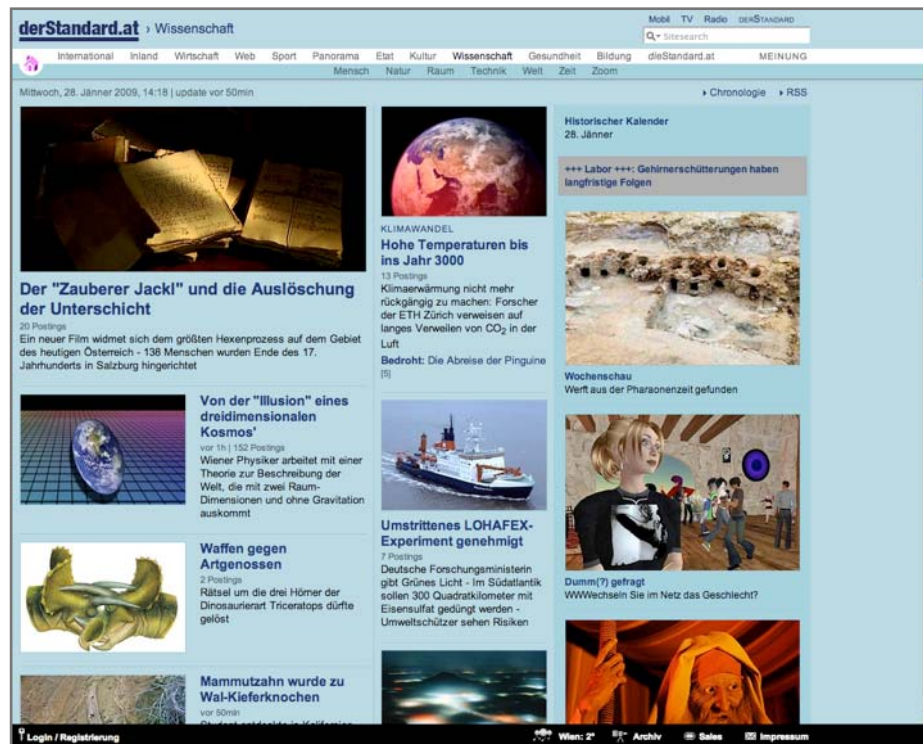 derStandard.at › Wissenschaft
Mobil TV Radio DERSTANDARD
Sitesearch
International Inland Wirtschaft Web Sport Panorama Etat Kultur Wissenschaft Gesundheit Bildung dieStandard.at MEINUNG
Mensch Natur Raum Technik Welt Zeit Zoom
Mittwoch, 28. Jänner 2009, 14:18 | update vor 50min
Chronologie RSS
Der "Zauberer Jackl" und die Auslöschung
der Unterschicht
20 Postings
Ein neuer Film widmet sich dem größten Hexenprozess auf dem Gebiet
des heutigen Österreich - 138 Menschen wurden Ende des 17.
Jahrhunderts in Salzburg hingerichtet
Von der "Illusion" eines
dreidimensionalen
Kosmos'
vor 1h | 152 Postings
Wiener Physiker arbeitet mit einer
Theorie zur Beschreibung der
Welt, die mit zwei Raum-
Dimensionen und ohne Gravitation
auskommt
Waffen gegen
Artgenossen
2 Postings
Rätsel um die drei Hörner der
Dinosaurierart Triceratops dürfte
gelöst
Mammutzahn wurde zu
Wal-Kieferknochen
vor 50min
KLIMAWANDEL
Hohe Temperaturen bis
ins Jahr 3000
13 Postings
Klimaerwärmung nicht mehr
rückgängig zu machen: Forscher
der ETH Zürich verweisen auf
langes Verweilen von CO2 in der
Luft
Bedroht: Die Abreise der Pinguine
[5]
Umstrittenes LOHAFEX-
Experiment genehmigt
7 Postings
Deutsche Forschungsministerin
gibt Grünes Licht - Im Südatlantik
sollen 300 Quadratkilometer mit
Eisensulfat gedüngt werden -
Umweltschützer sehen Risiken
Historischer Kalender
28. Jänner
+++ Labor +++: Gehirnerschütterungen haben
langfristige Folgen
Wochenschau
Werft aus der Pharaonenzeit gefunden
Dumm(?) gefragt
WWWechseln Sie im Netz das Geschlecht?
Login / Registrierung
Wien: 2° Archiv Sales Impressum